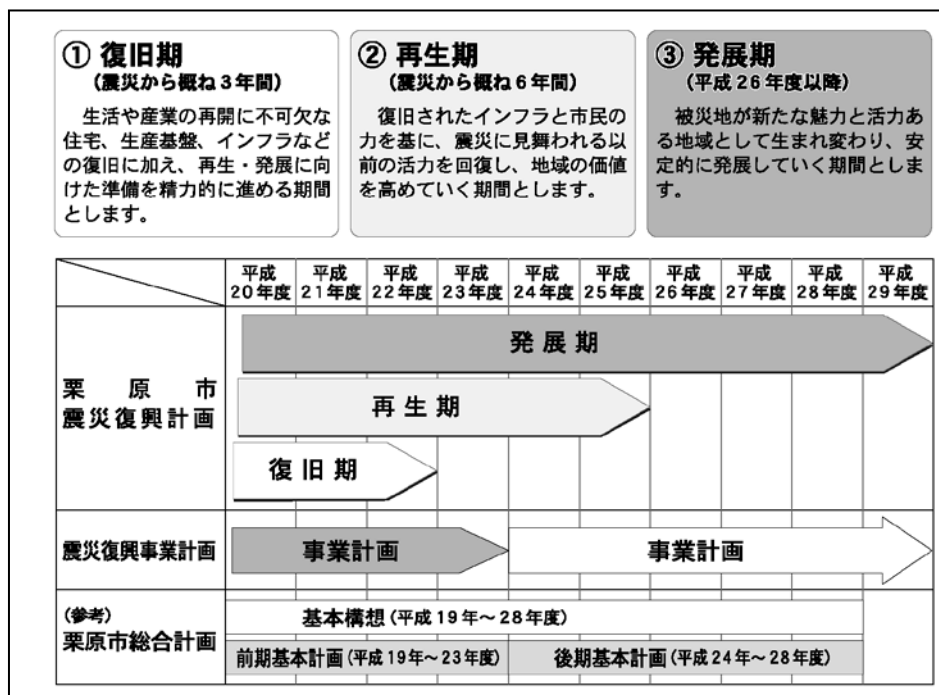 ① 復旧期
(震災から概ね3年間)
生活や産業の再開に不可欠な
住宅、生産基盤、インフラなど
の復旧に加え、再生・発展に向
けた準備を精力的に進める期間
とします。
② 再生期
(震災から概ね6年間)
復旧されたインフラと市民の
力を基に、震災に見舞われる以
前の活力を回復し、地域の価値
を高めていく期間とします。
③ 発展期
(平成26年度以降)
被災地が新たな魅力と活力あ
る地域として生まれ変わり、安
定的に発展していく期間としま
す。
平成 平成 平成 平成 平成 平成 平成 平成 平成 平成
20年度 21年度 22年度 23年度 24年度 25年度 26年度 27年度 28年度 29年度
栗原市
震災復興計画
発展期
再生期
復旧期
震災復興事業計画
事業計画
事業計画
(参考)
栗原市総合計画
基本構想(平成19年~28年度)
前期基本計画(平成19年~23年度)
後期基本計画(平成24年~28年度)